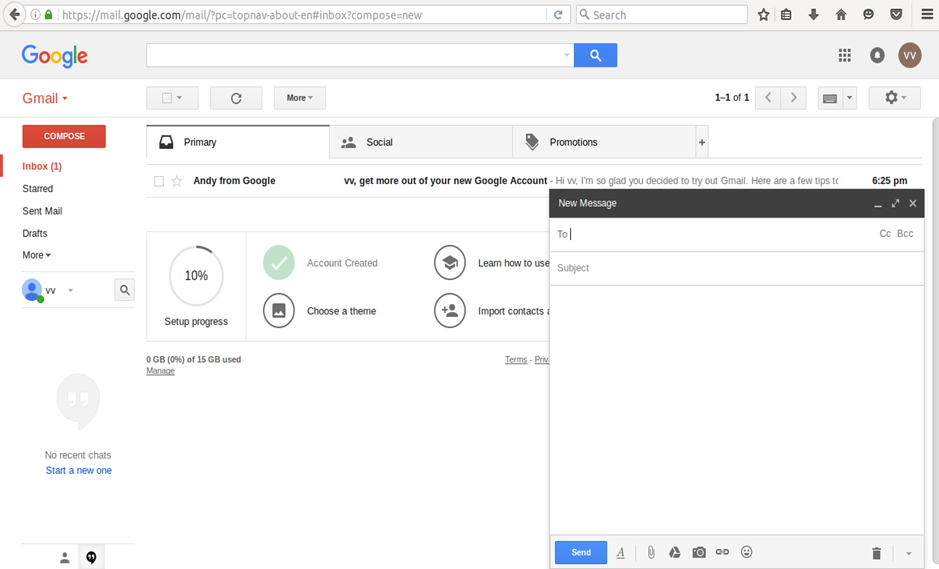 https://mail.google.com/mail/?pc=topnav-about-en#inbox?compose=new
Search
Google
VV
Gmail
More
1–1 of 1
COMPOSE
Primary
Social
Promotions
+
Inbox (1)
Starred
Sent Mail
Drafts
More
Andy from Google
vv, get more out of your new Google Account - Hi vv, I'm so glad you decided to try out Gmail. Here are a few tips to
6:25 pm
New Message
To
Cc Bcc
Subject
vv
10%
Setup progress
Account Created
Learn how to use
Choose a theme
Import contacts
0 GB (0%) of 15 GB used
Manage
Terms -
No recent chats
Start a new one
Send
A